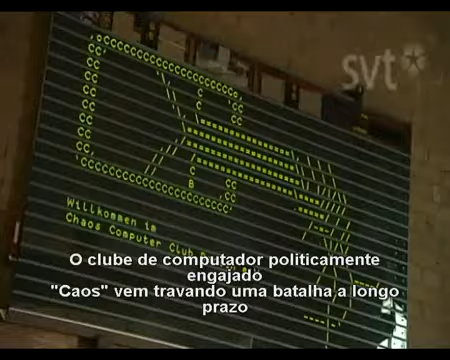 svt
Willkommen im
Chaos Computer Club
O clube de computador politicamente
engajado
"Caos" vem travando uma batalha a longo
prazo